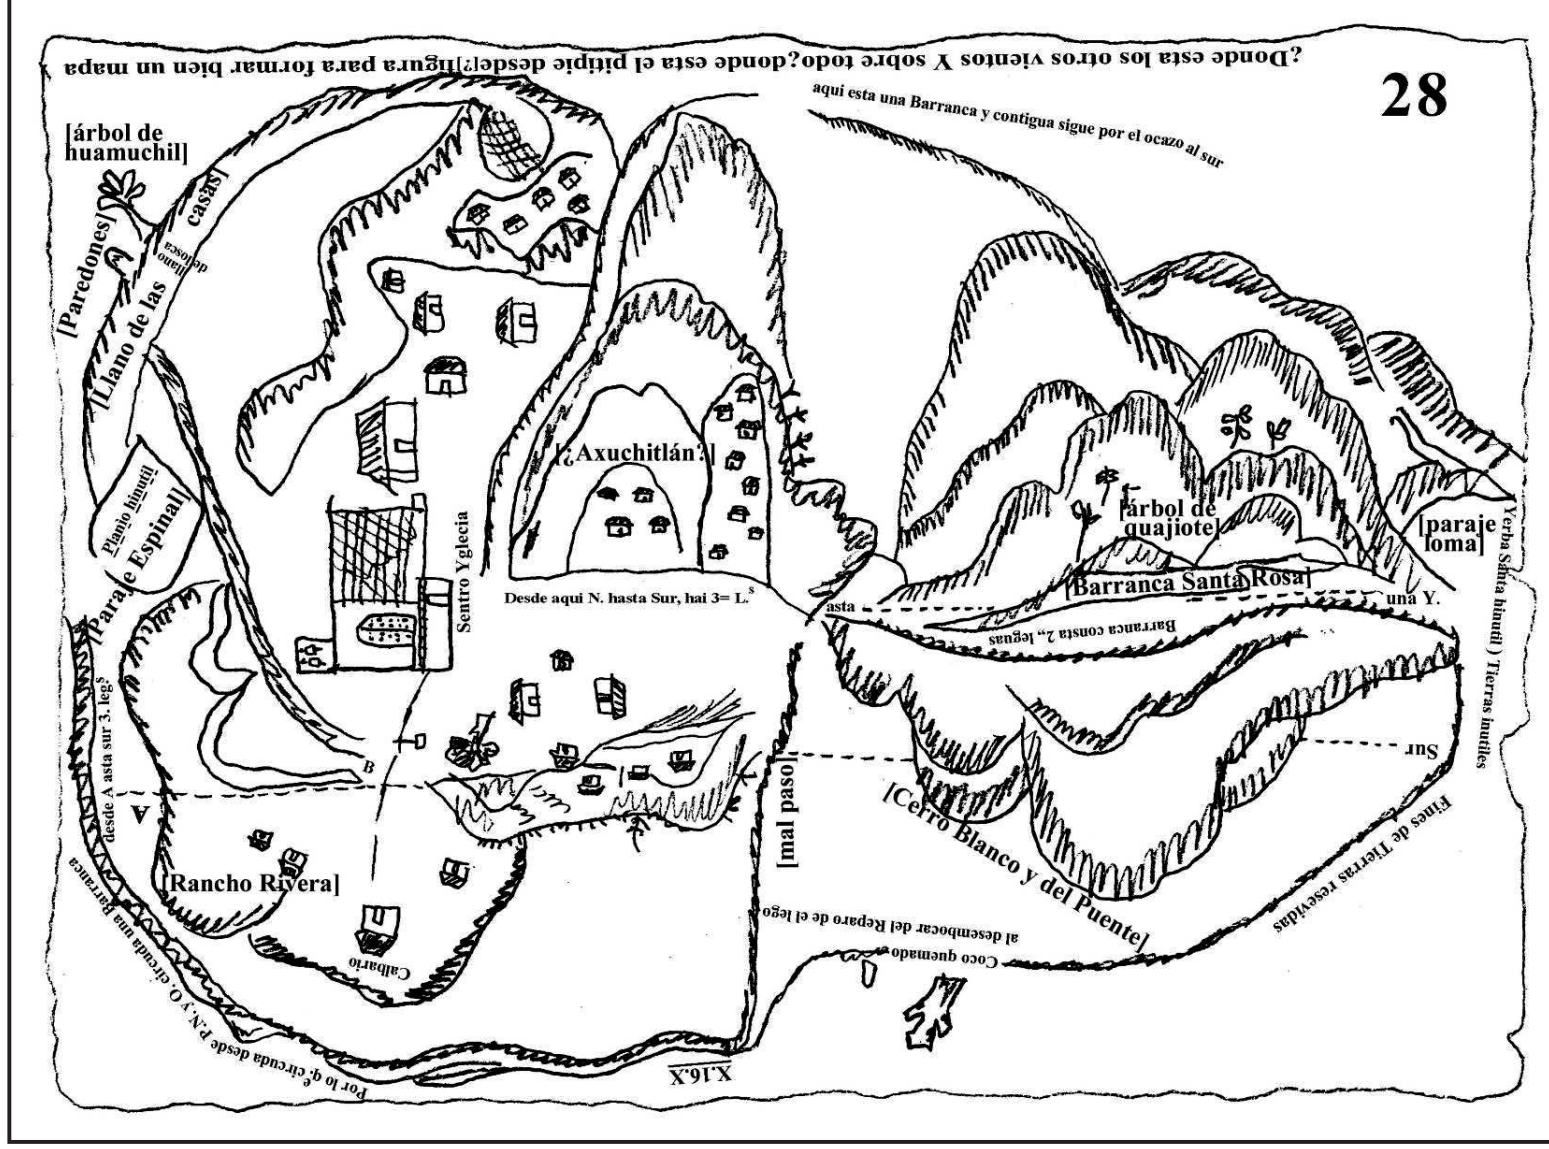 ¿Donde esta los otros vientos Y sobre todo¿donde esta el pitipie desde[?]figura para formar bien un mapa
28
aqui esta una Barranca y contigua sigue por el ocazo al sur
[árbol de
huamuchil]
[Paredones]
[Llano de las
casas]
llano
de losca
Planio hinutil
[Paraje Espinal]
Sentro Yglecia
[¿Axuchitlán?]
Desde aqui N. hasta Sur, hai 3= L.s
[árbol de
quajiote]
[paraje
loma]
[Barranca Santa Rosa]
asta
una Y.
Barranca consta 2,, leguas
Yerba Santa hinutil ) Tierras inutiles
Sur
Fines de Tierras resevidas
[mal paso]
[Cerro Blanco y del Puente]
B
A
desde A asta sur 3. legs
[Rancho Rivera]
Calbario
al desembocar del Reparo de el lego
Coco quemado
Por lo q.e circuda desde P.N. y O. circuda una Barranca
X.16.X